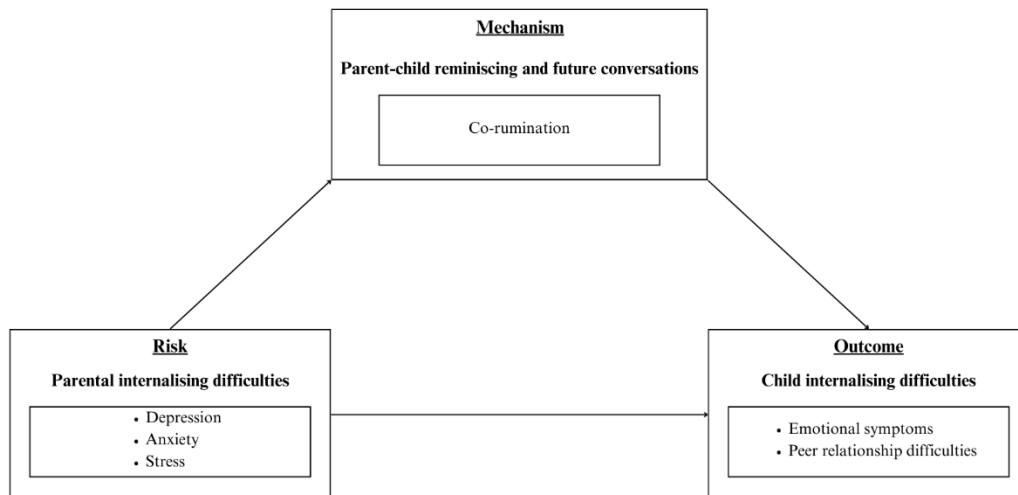 Mechanism
Parent-child reminiscing and future conversations
Co-rumination
Risk
Parental internalising difficulties
• Depression
• Anxiety
• Stress
Outcome
Child internalising difficulties
• Emotional symptoms
• Peer relationship difficulties